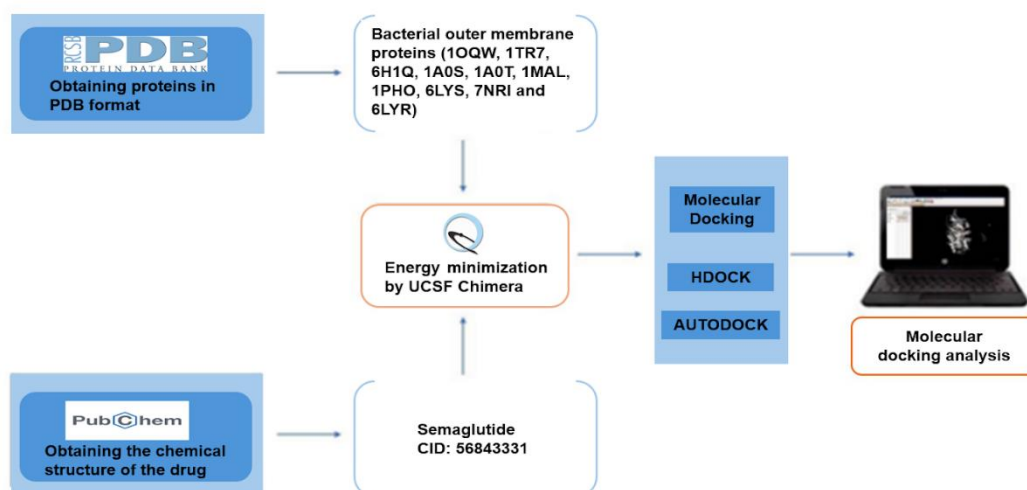 RCSB
PDB
PROTEIN DATA BANK
Obtaining proteins in
PDB format
Bacterial outer membrane
proteins (1OQW, 1TR7,
6H1Q, 1A0S, 1A0T, 1MAL,
1PHO, 6LYS, 7NRI and
6LYR)
Energy minimization
by UCSF Chimera
Molecular
Docking
HDOCK
AUTODOCK
Molecular
docking analysis
PubChem
Obtaining the chemical
structure of the drug
Semaglutide
CID: 56843331